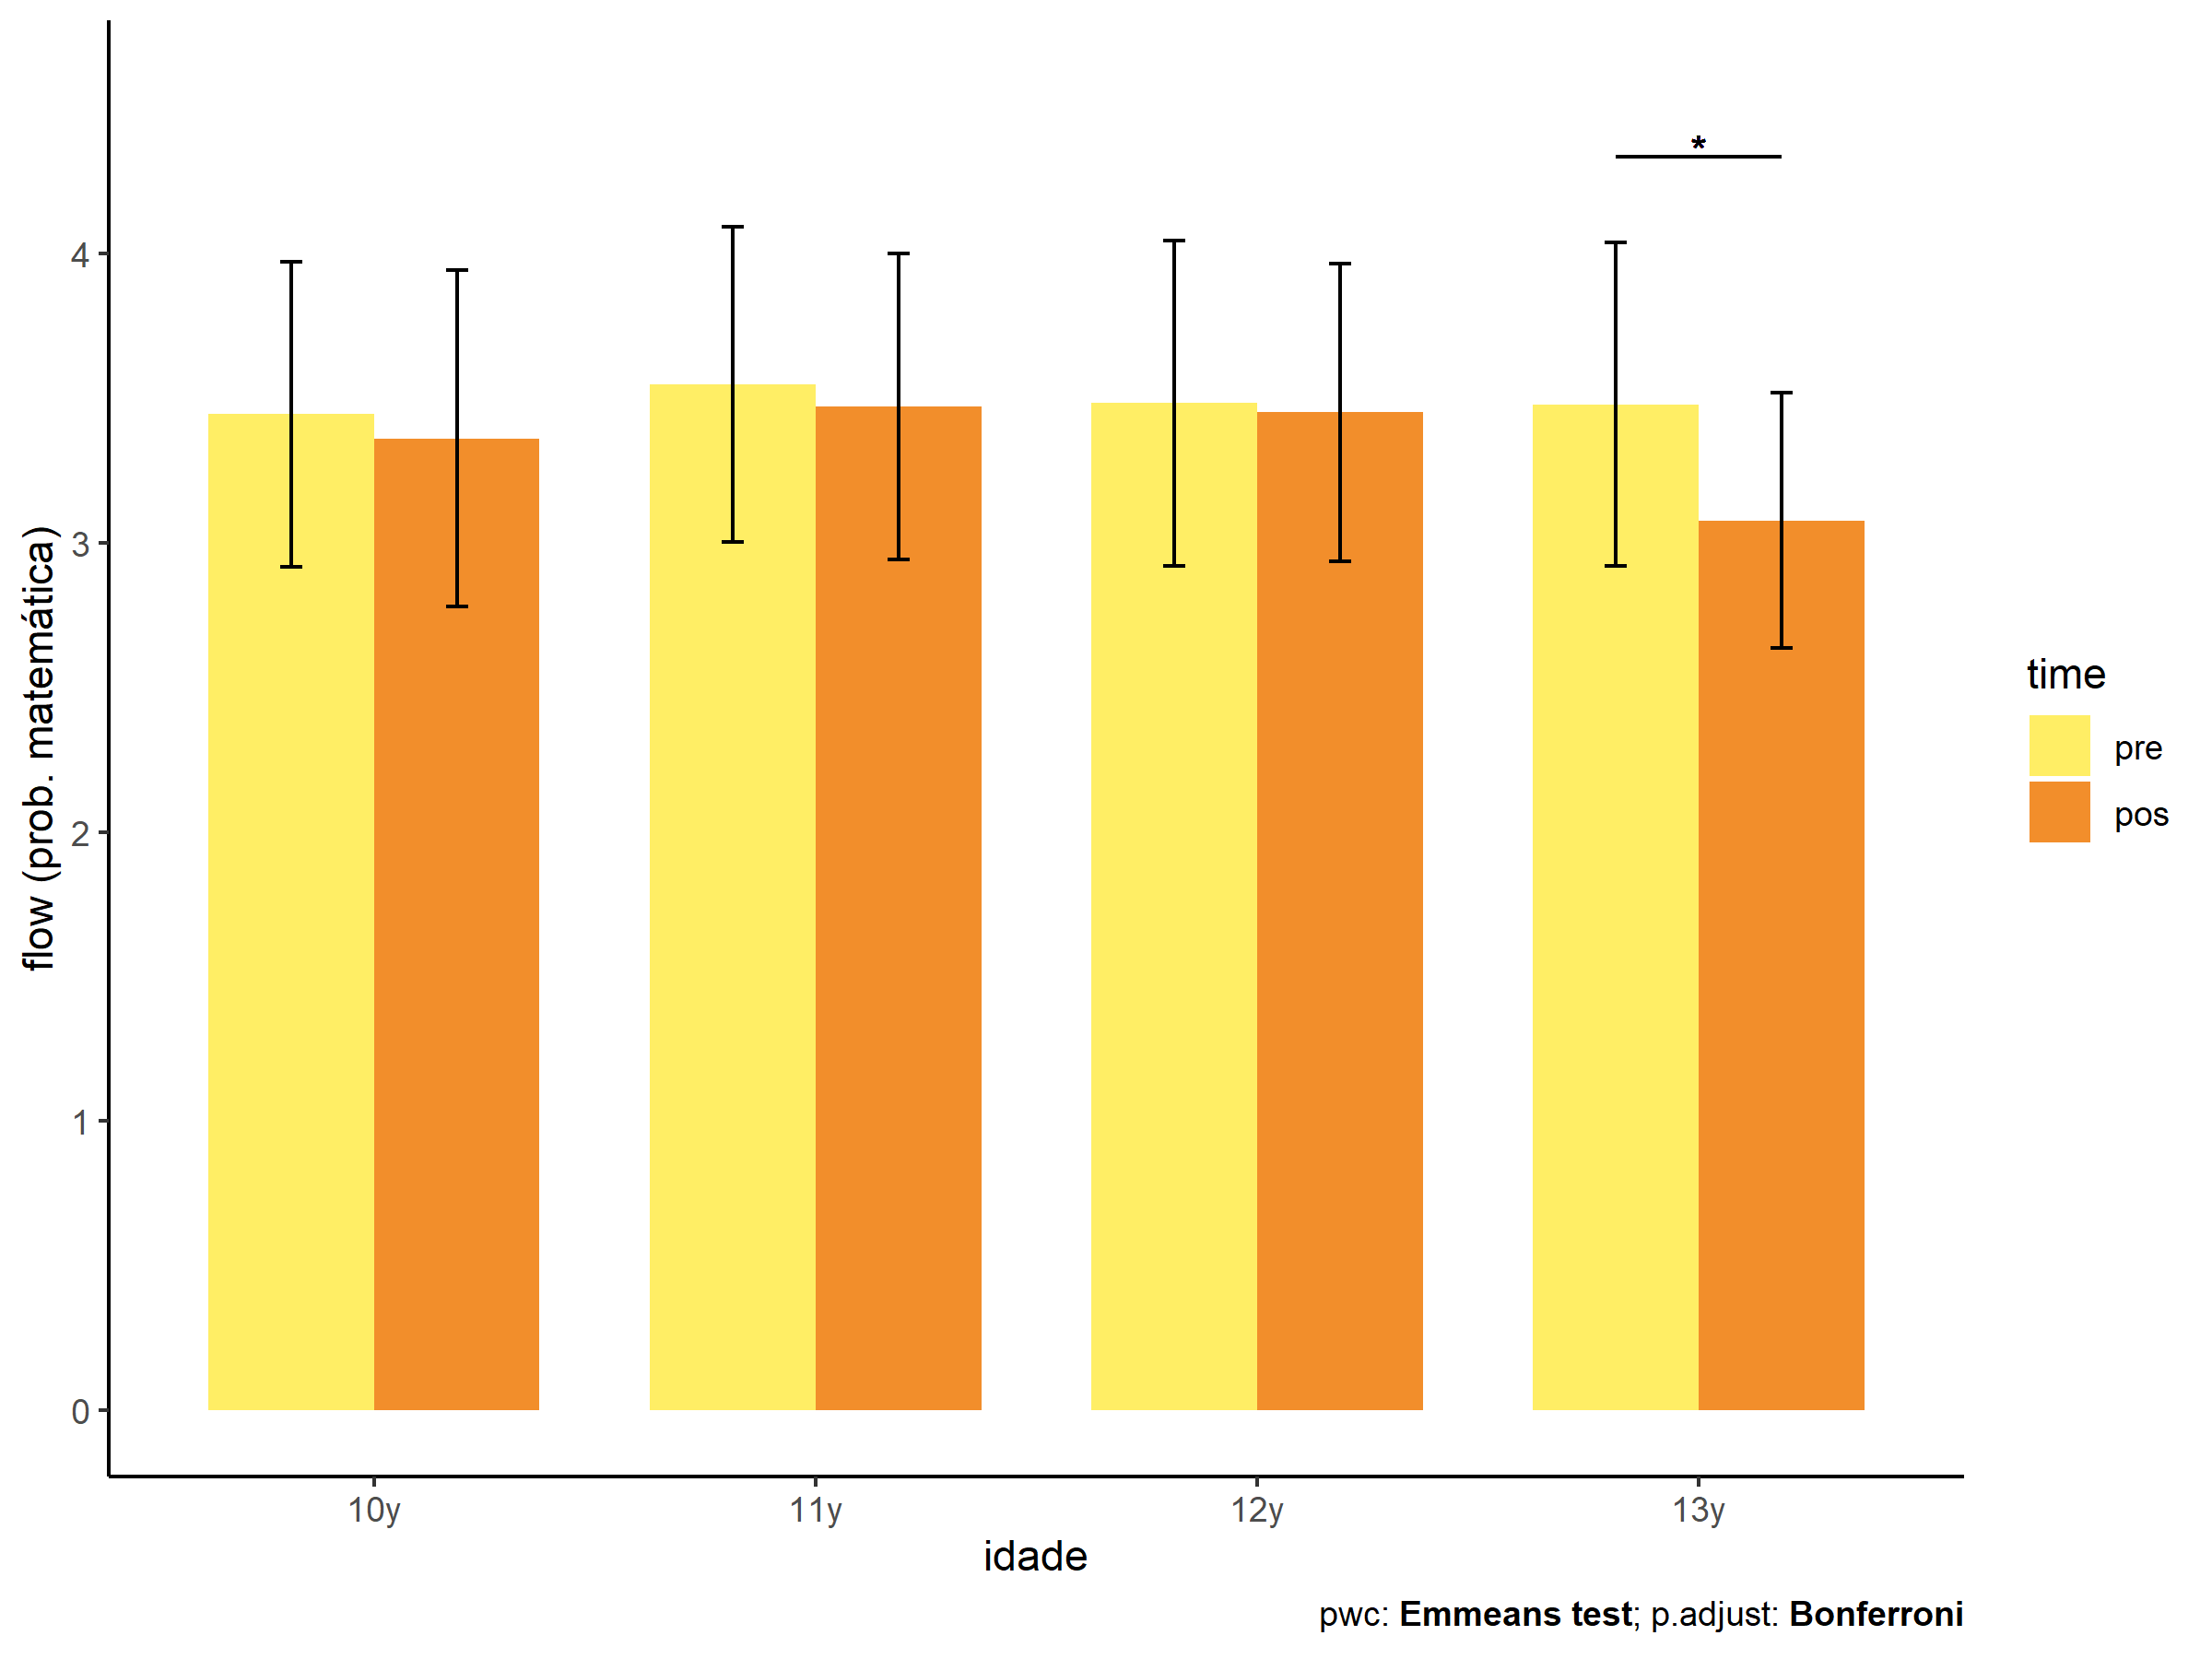 *
4
3
2
1
0
flow (prob. matemática)
10y 11y 12y 13y
idade
time
pre
pos
pwc: Emmeans test; p.adjust: Bonferroni